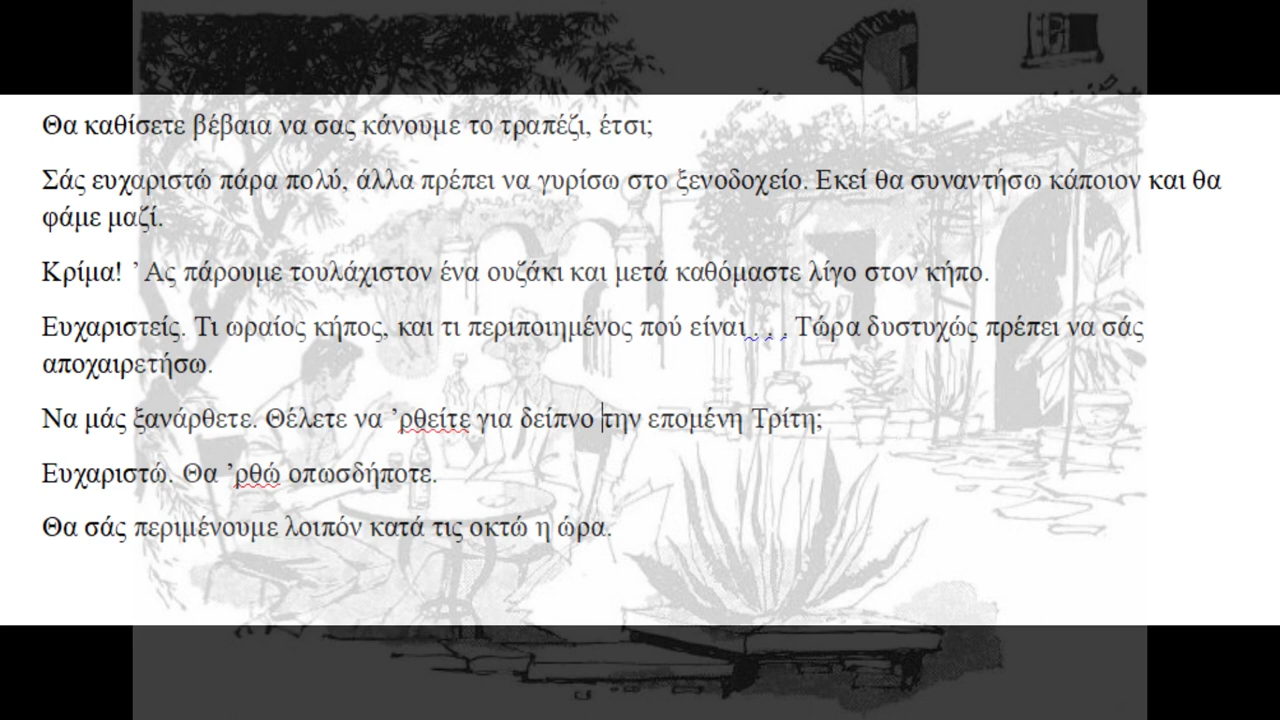 Θα καθίσετε βέβαια να σας κάνουμε το τραπέζι, έτσι;
Σάς ευχαριστώ πάρα πολύ, άλλα πρέπει να γυρίσω στο ξενοδοχείο. Εκεί θα συναντήσω κάποιον και θα
φάμε μαζί.
Κρίμα! ’ Ας πάρουμε τουλάχιστον ένα ουζάκι και μετά καθόμαστε λίγο στον κήπο.
Ευχαριστείς. Τι ωραίος κήπος, και τι περιποιημένος πού είναι . . . Τώρα δυστυχώς πρέπει να σάς
αποχαιρετήσω.
Να μάς ξανάρθετε. Θέλετε να ’ρθείτε για δείπνο την επομένη Τρίτη;
Ευχαριστώ. Θα ’ρθώ οπωσδήποτε.
Θα σάς περιμένουμε λοιπόν κατά τις οκτώ η ώρα.